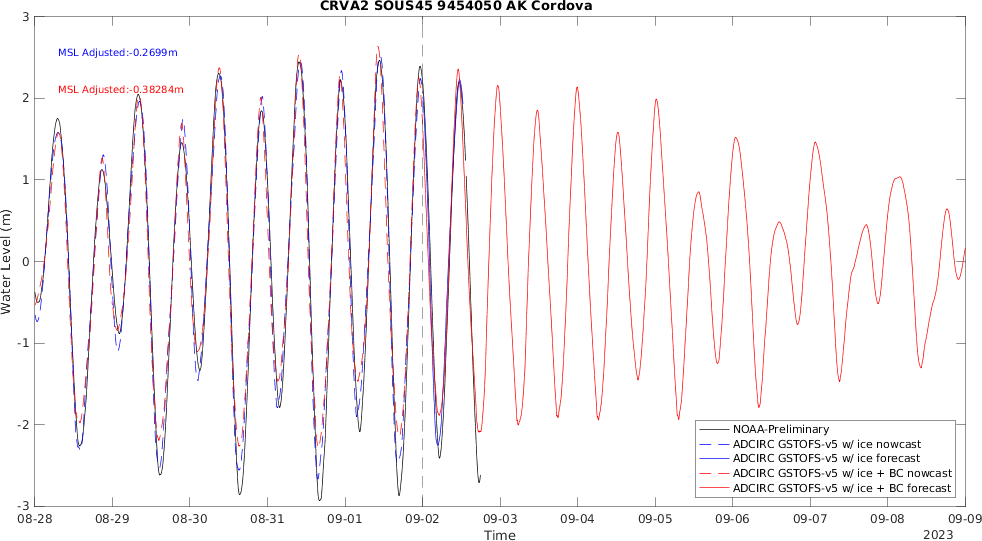 CRVA2 SOUS45 9454050 AK Cordova
MSL Adjusted:-0.2699m
MSL Adjusted:-0.38284m
Water Level (m)
3
2
1
0
-1
-2
-3
NOAA-Preliminary
ADCIRC GSTOFS-v5 w/ ice nowcast
ADCIRC GSTOFS-v5 w/ ice forecast
ADCIRC GSTOFS-v5 w/ ice + BC nowcast
ADCIRC GSTOFS-v5 w/ ice + BC forecast
08-28 08-29 08-30 08-31 09-01 09-02 09-03 09-04 09-05 09-06 09-07 09-08 09-09
Time
2023